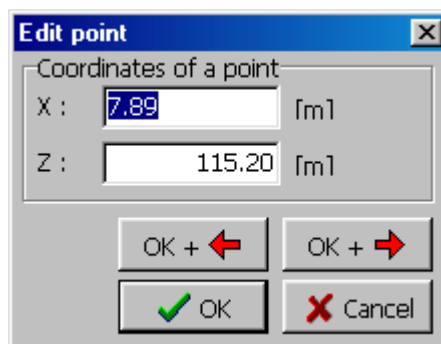 Edit point
Coordinates of a point
X : 7.89 [m]
Z : 115.20 [m]
OK + OK +
OK Cancel